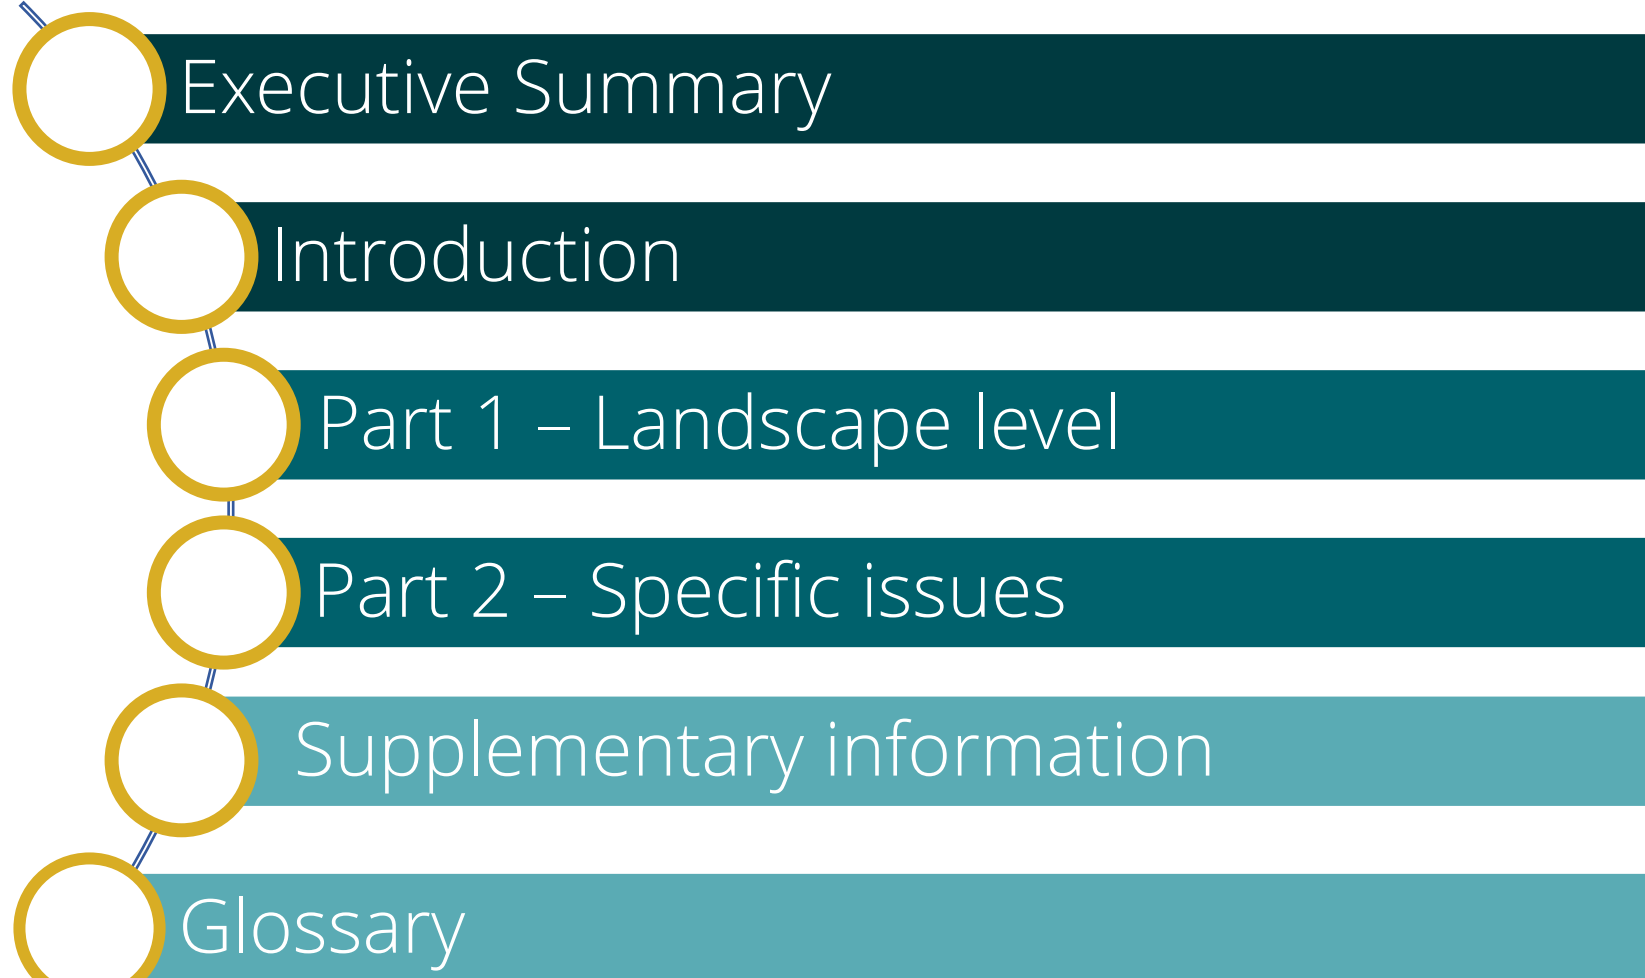 Executive Summary
Introduction
Part 1 – Landscape level
Part 2 – Specific issues
Supplementary information
Glossary